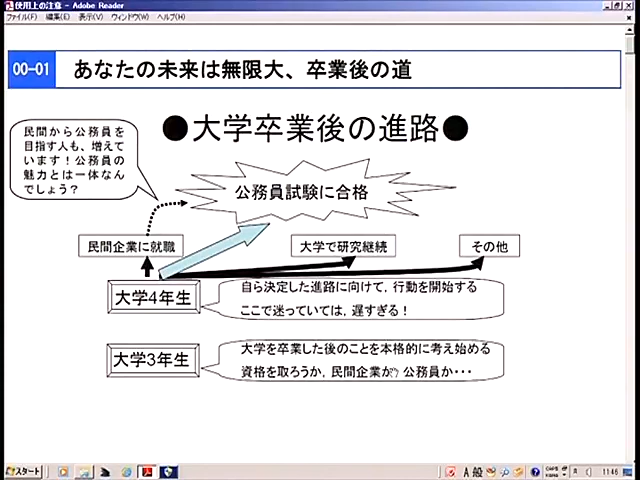 使用上の注意 - Adobe Reader
ファイル(F) 編集(E) 表示(V) ウィンドウ(W) ヘルプ(H)
00-01 あなたの未来は無限大、卒業後の道
●大学卒業後の進路●
民間から公務員を
目指す人も、増えて
います！公務員の
魅力とは一体なん
でしょう？
公務員試験に合格
民間企業に就職 大学で研究継続 その他
大学4年生
自ら決定した進路に向けて，行動を開始する
ここで迷っていては，遅すぎる！
大学3年生
大学を卒業した後のことを本格的に考え始める
資格を取ろうか，民間企業か 公務員か・・・
スタート A 般 11:46